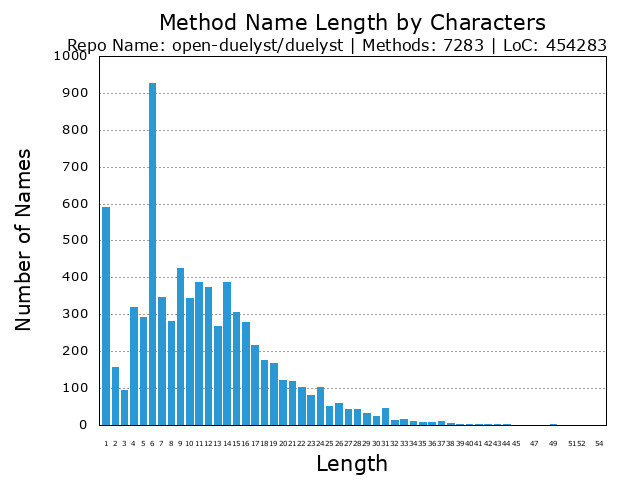 Method Name Length by Characters
Repo Name: open-duelyst/duelyst | Methods: 7283 | LoC: 454283
1000
900
800
700
600
500
400
300
200
100
0
Number of Names
1 2 3 4 5 6 7 8 9 10 11 12 13 14 15 16 17 18 19 20 21 22 23 24 25 26 27 28 29 30 31 32 33 34 35 36 37 38 39 40 41 42 43 44 45 47 49 51 52 54
Length